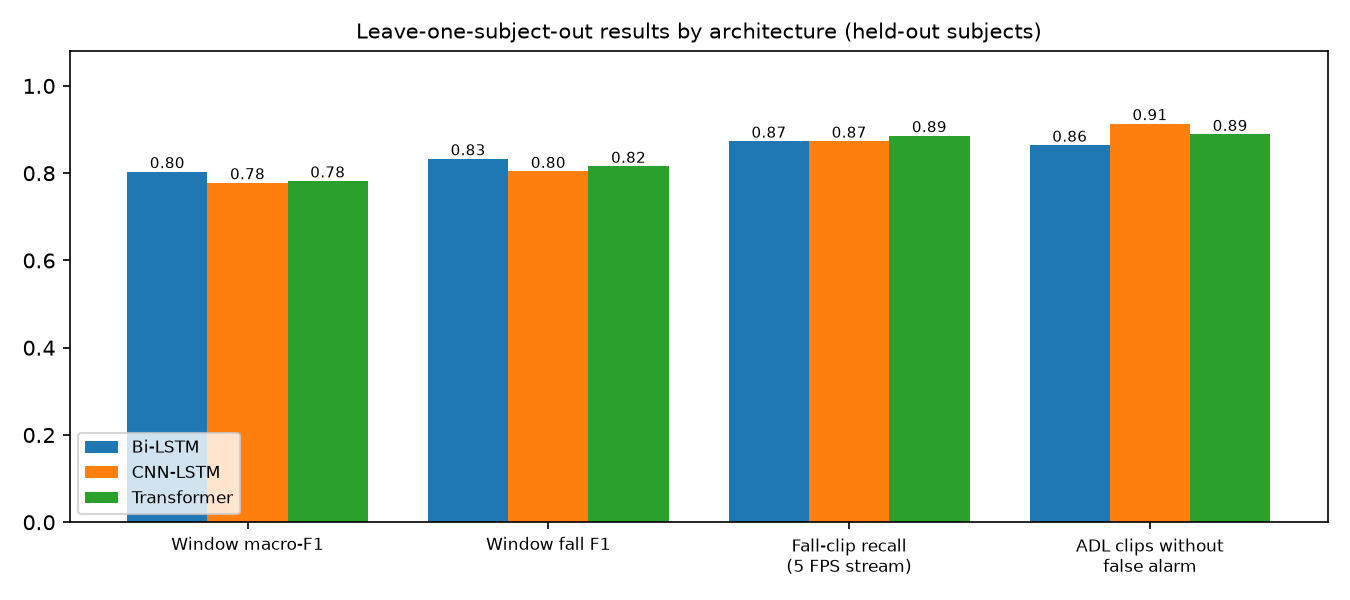 Leave-one-subject-out results by architecture (held-out subjects)
1.0
0.8
0.6
0.4
0.2
0.0
0.80
0.78
0.78
0.83
0.80
0.82
0.87
0.87
0.89
0.86
0.91
0.89
Bi-LSTM
CNN-LSTM
Transformer
Window macro-F1
Window fall F1
Fall-clip recall
(5 FPS stream)
ADL clips without
false alarm